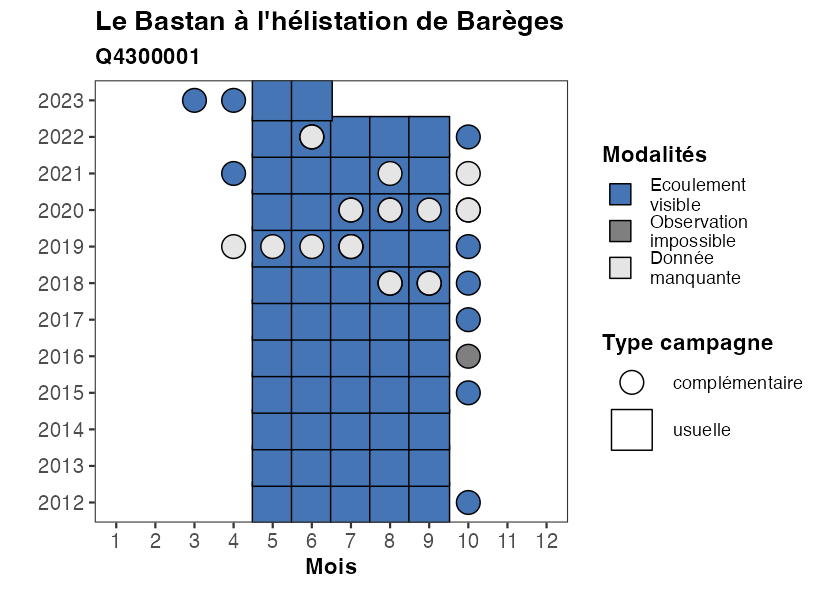 Le Bastan à l'hélistation de Barèges
Q4300001
2023
2022
2021
2020
2019
2018
2017
2016
2015
2014
2013
2012
1 2 3 4 5 6 7 8 9 10 11 12
Mois
Modalités
Ecoulement
visible
Observation
impossible
Donnée
manquante
Type campagne
complémentaire
usuelle